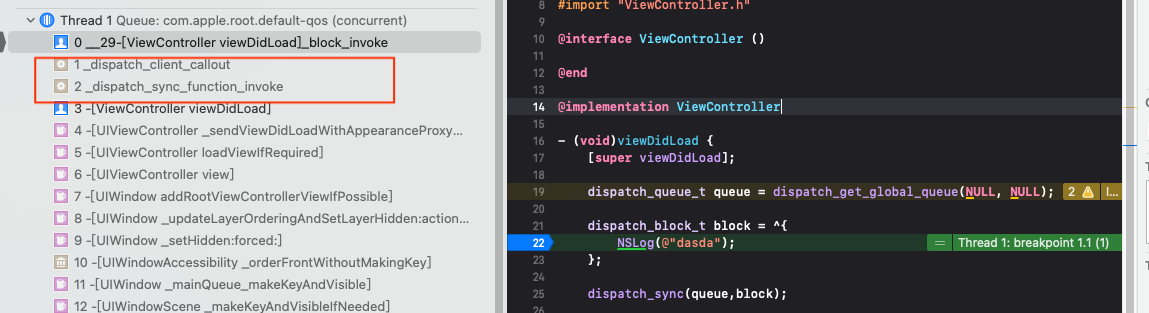 Thread 1 Queue: com.apple.root.default-qos (concurrent)
0 __29-[ViewController viewDidLoad]_block_invoke
1 _dispatch_client_callout
2 _dispatch_sync_function_invoke
3 -[ViewController viewDidLoad]
4 -[UIViewController _sendViewDidLoadWithAppearanceProxy...
5 -[UIViewController loadViewIfRequired]
6 -[UIViewController view]
7 -[UIWindow addRootViewControllerViewIfPossible]
8 -[UIWindow _updateLayerOrderingAndSetLayerHidden:action...
9 -[UIWindow _setHidden:forced:]
10 -[UIWindowAccessibility _orderFrontWithoutMakingKey]
11 -[UIWindow _mainQueue_makeKeyAndVisible]
12 -[UIWindowScene _makeKeyAndVisibleIfNeeded]
8 #import "ViewController.h"
9
10 @interface ViewController ()
11
12 @end
13
14 @implementation ViewController
15
16 - (void)viewDidLoad {
17 [super viewDidLoad];
18
19 dispatch_queue_t queue = dispatch_get_global_queue(NULL, NULL); 2 I...
20
21 dispatch_block_t block = ^{
22 NSLog(@"dasda"); = Thread 1: breakpoint 1.1 (1)
23 };
24
25 dispatch_sync(queue,block);
26